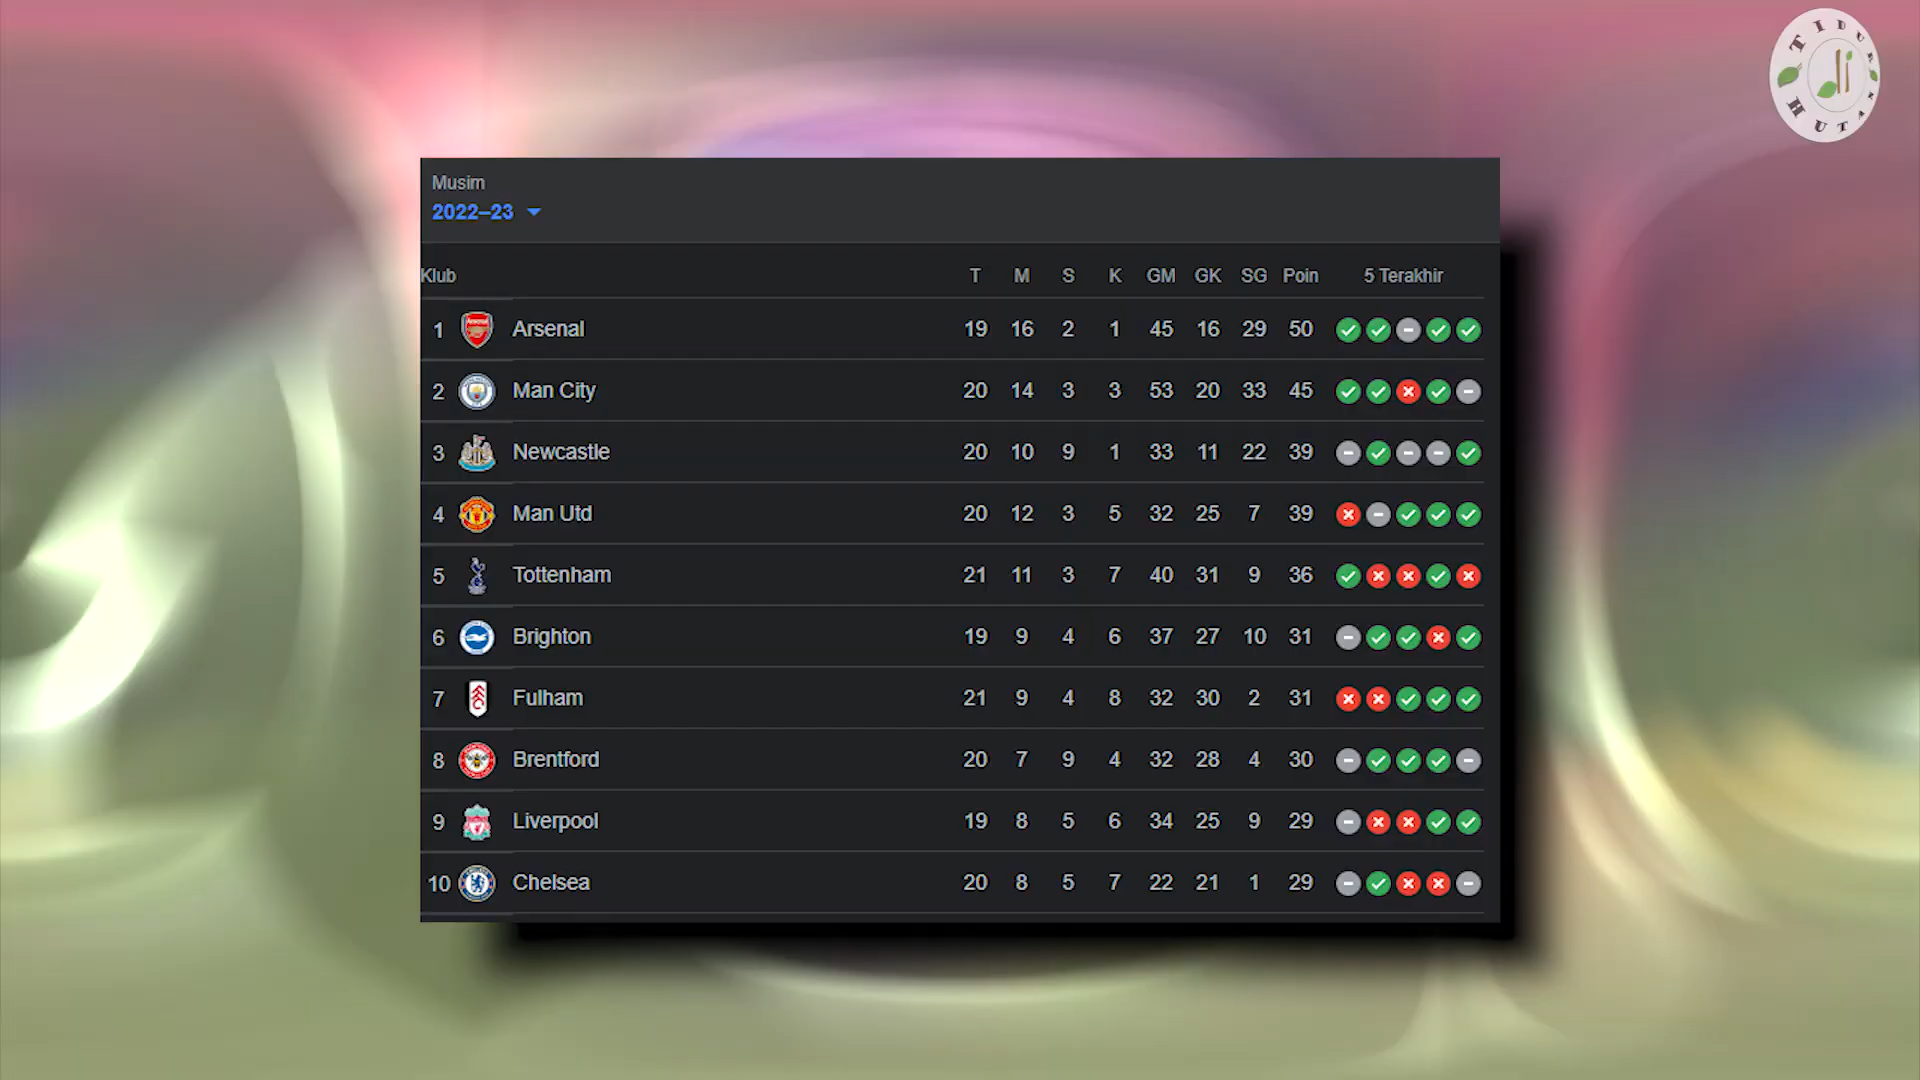 TIDUR
HUTAN
di
Musim
2022–23
Klub T M S K GM GK SG Poin 5 Terakhir
1 Arsenal 19 16 2 1 45 16 29 50
2 Man City 20 14 3 3 53 20 33 45
3 Newcastle 20 10 9 1 33 11 22 39
4 Man Utd 20 12 3 5 32 25 7 39
5 Tottenham 21 11 3 7 40 31 9 36
6 Brighton 19 9 4 6 37 27 10 31
7 Fulham 21 9 4 8 32 30 2 31
8 Brentford 20 7 9 4 32 28 4 30
9 Liverpool 19 8 5 6 34 25 9 29
10 Chelsea 20 8 5 7 22 21 1 29